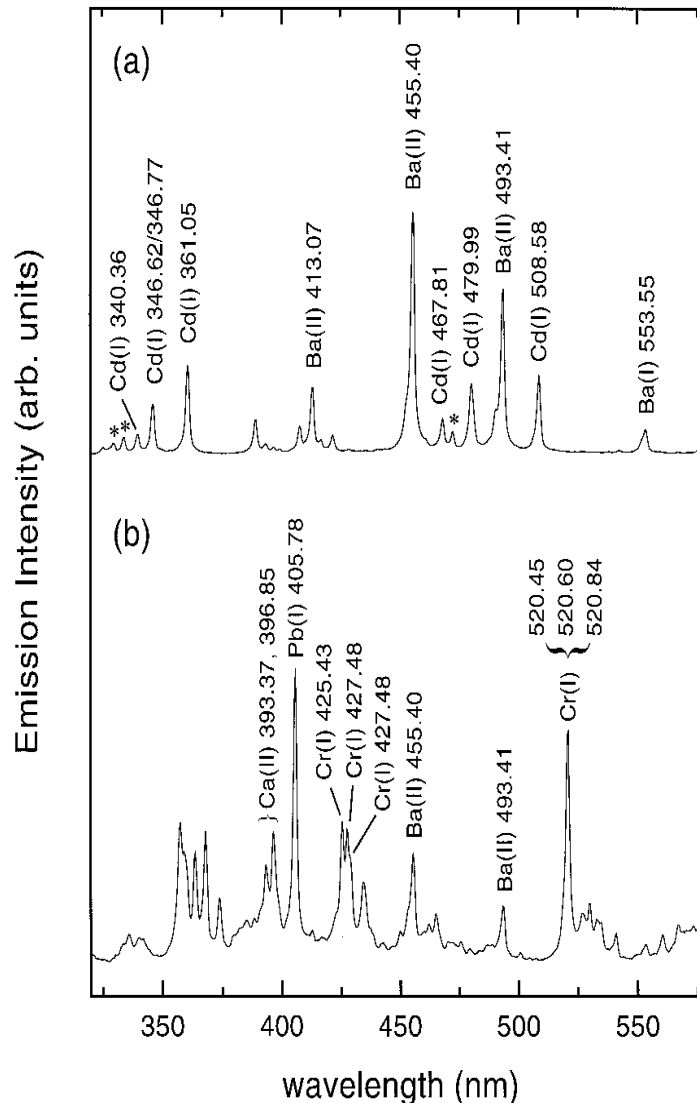 (a)
Cd(I) 340.36
Cd(I) 346.62/346.77
Cd(I) 361.05
Ba(II) 413.07
Ba(II) 455.40
Cd(I) 467.81
Cd(I) 479.99
Ba(II) 493.41
Cd(I) 508.58
Ba(I) 553.55
* *
*
(b)
} Ca(II) 393.37, 396.85
Pb(I) 405.78
Cr(I) 425.43
Cr(I) 427.48
Cr(I) 427.48
Ba(II) 455.40
Ba(II) 493.41
520.45
520.60
520.84
Cr(I) }
Emission Intensity (arb. units)
350 400 450 500 550
wavelength (nm)